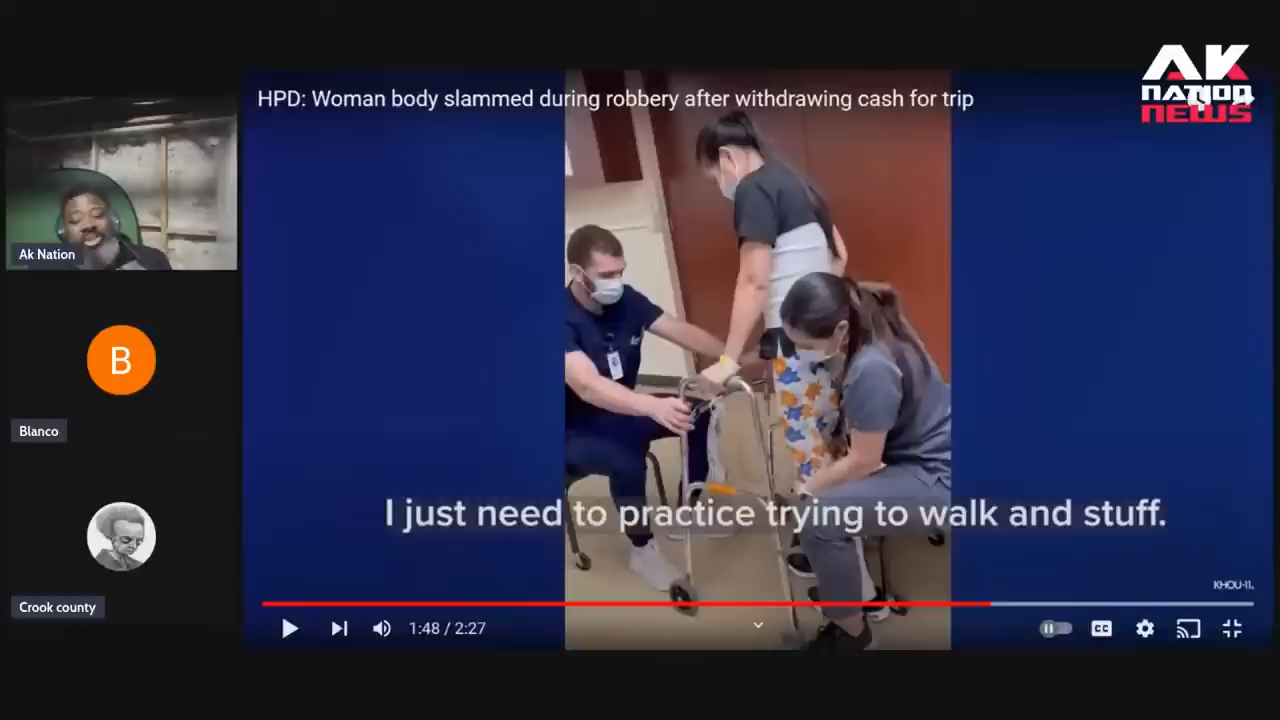 HPD: Woman body slammed during robbery after withdrawing cash for trip
AK
NATION
NEWS
Ak Nation
B
Blanco
Crook county
I just need to practice trying to walk and stuff.
KHOU-11.
1:48 / 2:27
CC